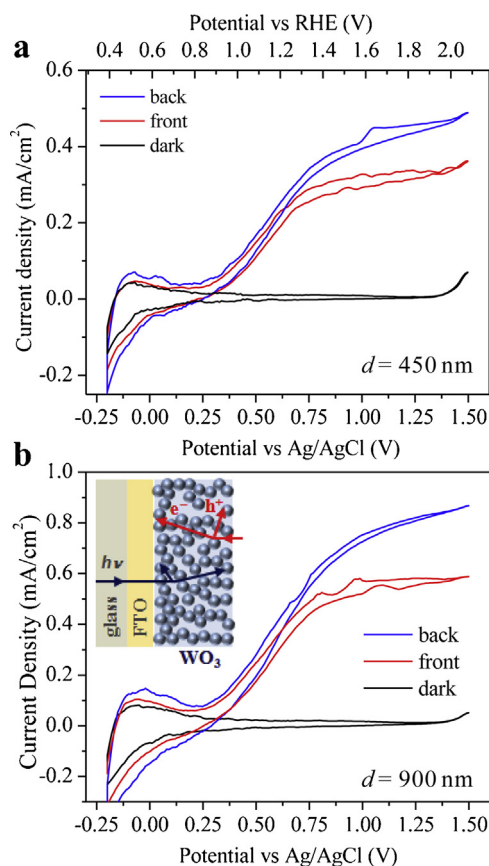 Potential vs RHE (V)
a
0.4 0.6 0.8 1.0 1.2 1.4 1.6 1.8 2.0
0.6
back
front
dark
0.4
0.2
0.0
-0.2
Current density (mA/cm²)
d = 450 nm
-0.25 0.00 0.25 0.50 0.75 1.00 1.25 1.50
Potential vs Ag/AgCl (V)
b
1.0
0.8
0.6
0.4
0.2
0.0
-0.2
Current Density (mA/cm²)
e⁻
h⁺
hν
glass
FTO
WO₃
back
front
dark
d = 900 nm
-0.25 0.00 0.25 0.50 0.75 1.00 1.25 1.50
Potential vs Ag/AgCl (V)